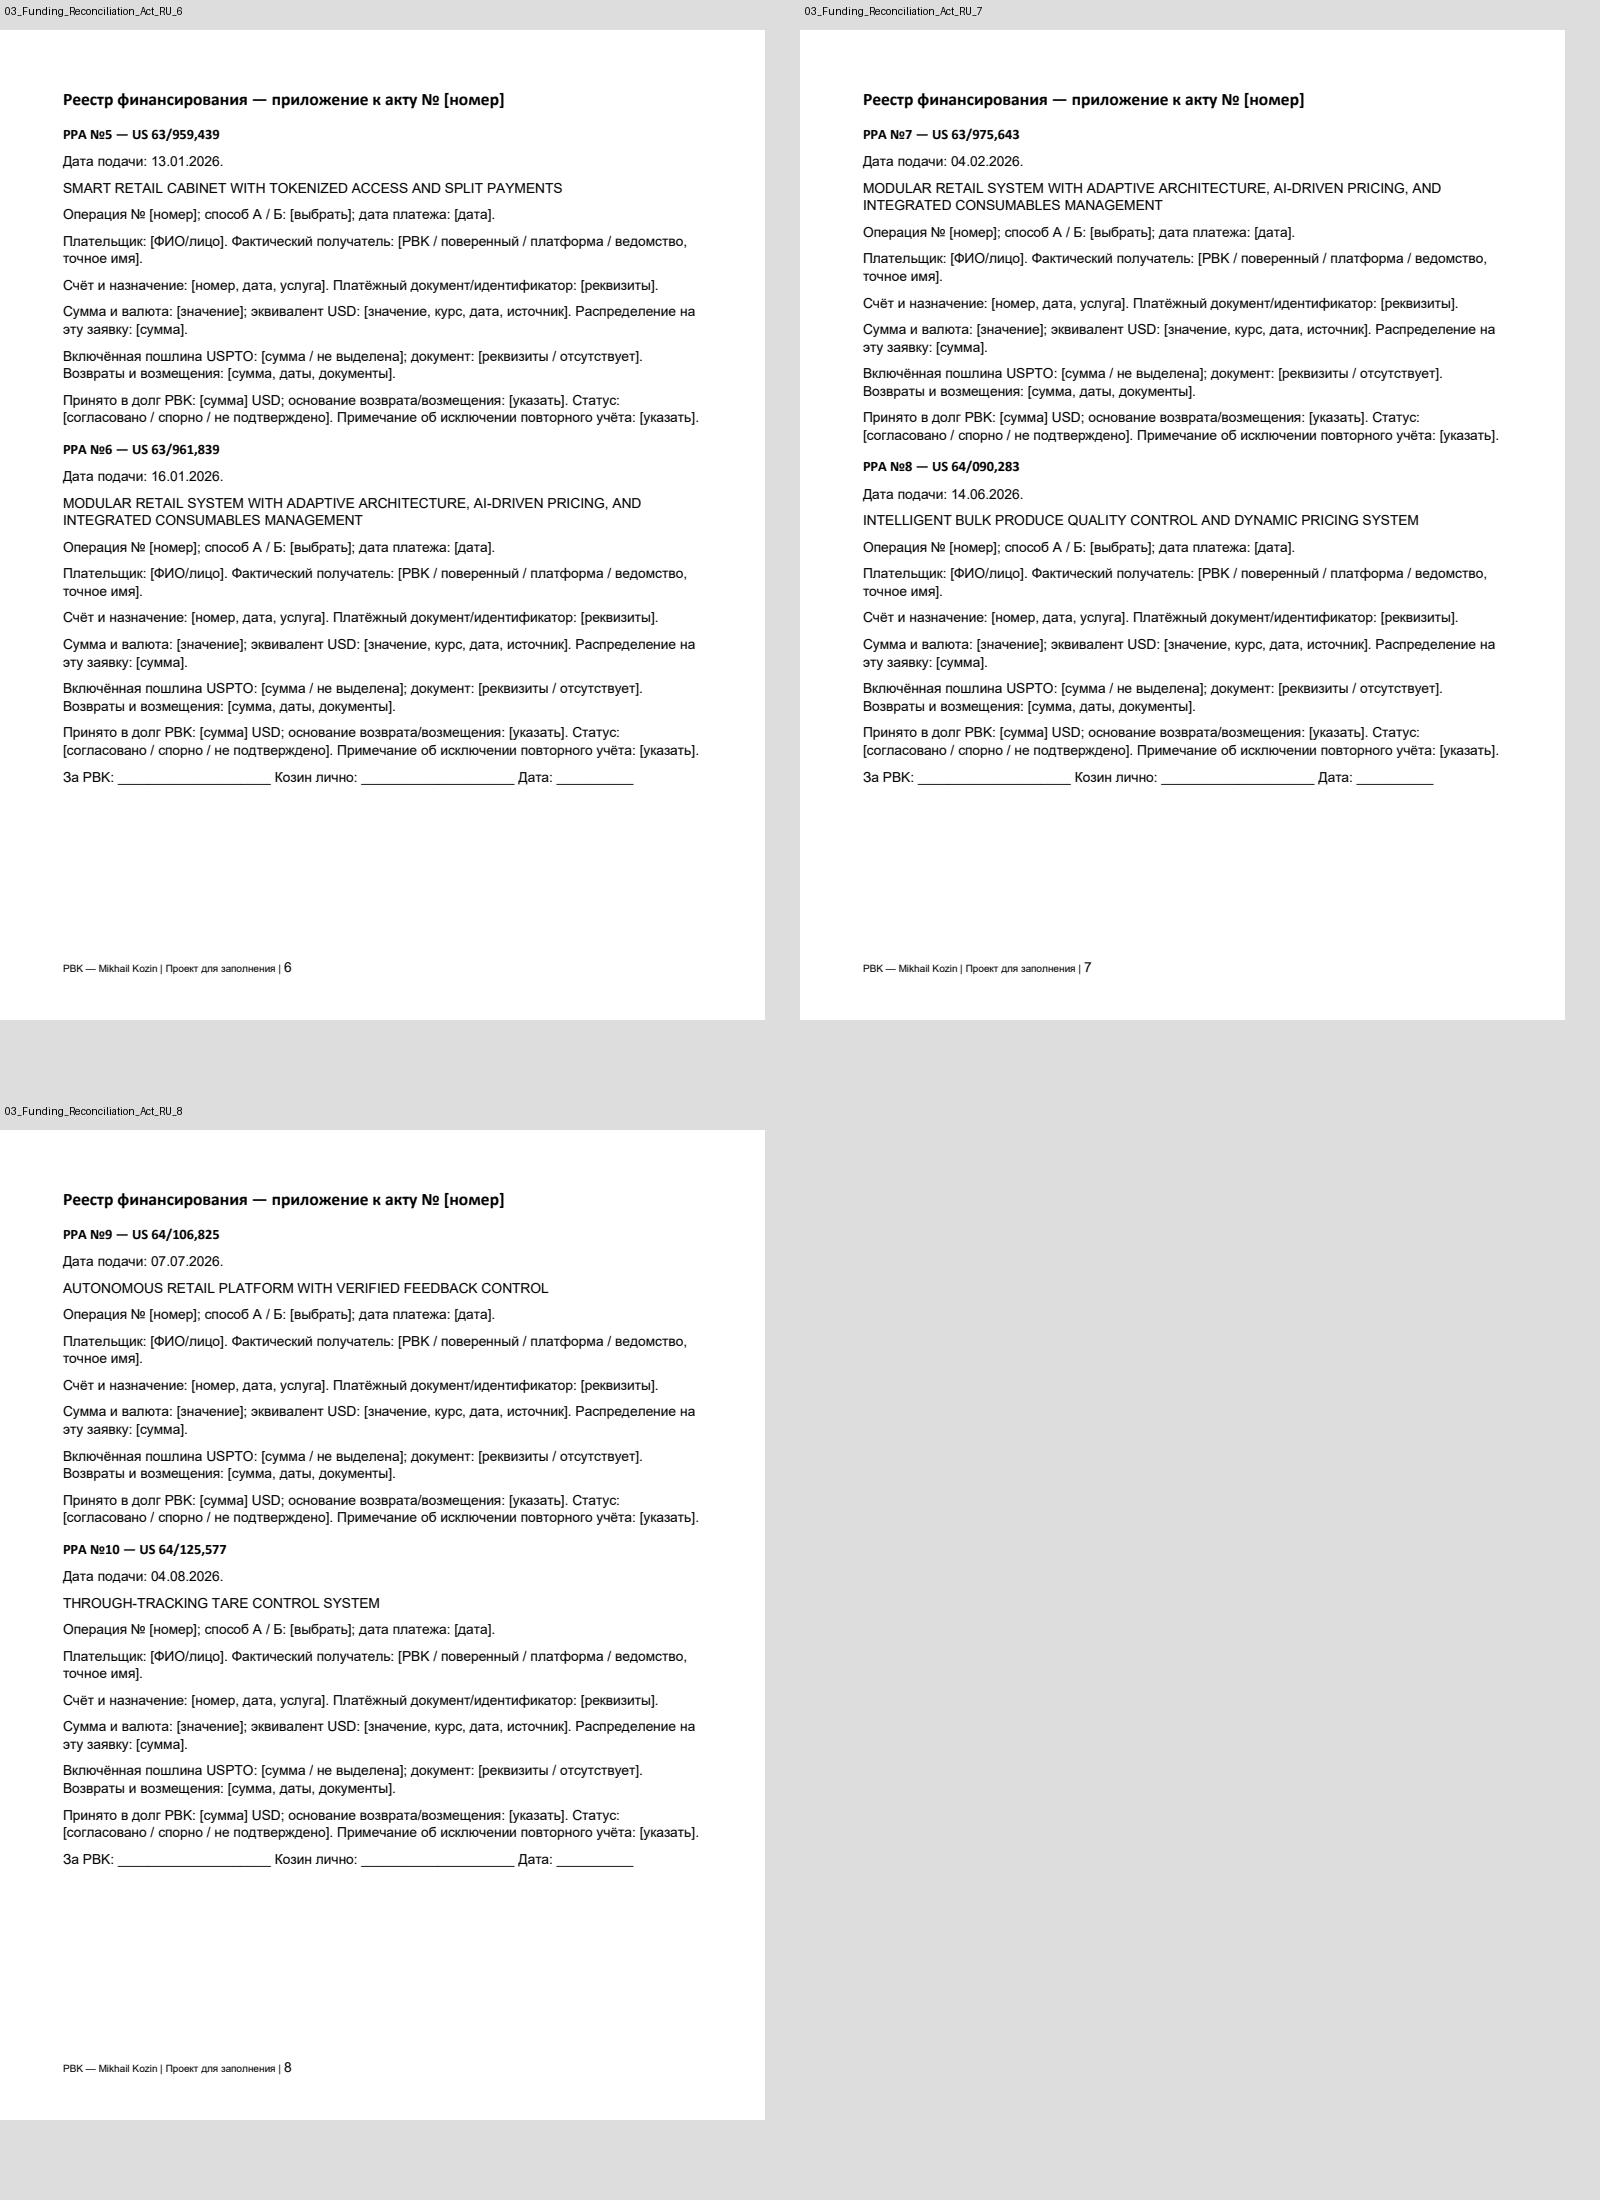 03_Funding_Reconciliation_Act_RU_6
Реестр финансирования — приложение к акту № [номер]
PPA №5 — US 63/959,439
Дата подачи: 13.01.2026.
SMART RETAIL CABINET WITH TOKENIZED ACCESS AND SPLIT PAYMENTS
Операция № [номер]; способ А / Б: [выбрать]; дата платежа: [дата].
Плательщик: [ФИО/лицо]. Фактический получатель: [PBK / поверенный / платформа / ведомство,
точное имя].
Счёт и назначение: [номер, дата, услуга]. Платёжный документ/идентификатор: [реквизиты].
Сумма и валюта: [значение]; эквивалент USD: [значение, курс, дата, источник]. Распределение на
эту заявку: [сумма].
Включённая пошлина USPTO: [сумма / не выделена]; документ: [реквизиты / отсутствует].
Возвраты и возмещения: [сумма, даты, документы].
Принято в долг PBK: [сумма] USD; основание возврата/возмещения: [указать]. Статус:
[согласовано / спорно / не подтверждено]. Примечание об исключении повторного учёта: [указать].
PPA №6 — US 63/961,839
Дата подачи: 16.01.2026.
MODULAR RETAIL SYSTEM WITH ADAPTIVE ARCHITECTURE, AI-DRIVEN PRICING, AND
INTEGRATED CONSUMABLES MANAGEMENT
Операция № [номер]; способ А / Б: [выбрать]; дата платежа: [дата].
Плательщик: [ФИО/лицо]. Фактический получатель: [PBK / поверенный / платформа / ведомство,
точное имя].
Счёт и назначение: [номер, дата, услуга]. Платёжный документ/идентификатор: [реквизиты].
Сумма и валюта: [значение]; эквивалент USD: [значение, курс, дата, источник]. Распределение на
эту заявку: [сумма].
Включённая пошлина USPTO: [сумма / не выделена]; документ: [реквизиты / отсутствует].
Возвраты и возмещения: [сумма, даты, документы].
Принято в долг PBK: [сумма] USD; основание возврата/возмещения: [указать]. Статус:
[согласовано / спорно / не подтверждено]. Примечание об исключении повторного учёта: [указать].
За PBK: ____________________ Козин лично: ____________________ Дата: __________
PBK — Mikhail Kozin | Проект для заполнения | 6
03_Funding_Reconciliation_Act_RU_7
Реестр финансирования — приложение к акту № [номер]
PPA №7 — US 63/975,643
Дата подачи: 04.02.2026.
MODULAR RETAIL SYSTEM WITH ADAPTIVE ARCHITECTURE, AI-DRIVEN PRICING, AND
INTEGRATED CONSUMABLES MANAGEMENT
Операция № [номер]; способ А / Б: [выбрать]; дата платежа: [дата].
Плательщик: [ФИО/лицо]. Фактический получатель: [PBK / поверенный / платформа / ведомство,
точное имя].
Счёт и назначение: [номер, дата, услуга]. Платёжный документ/идентификатор: [реквизиты].
Сумма и валюта: [значение]; эквивалент USD: [значение, курс, дата, источник]. Распределение на
эту заявку: [сумма].
Включённая пошлина USPTO: [сумма / не выделена]; документ: [реквизиты / отсутствует].
Возвраты и возмещения: [сумма, даты, документы].
Принято в долг PBK: [сумма] USD; основание возврата/возмещения: [указать]. Статус:
[согласовано / спорно / не подтверждено]. Примечание об исключении повторного учёта: [указать].
PPA №8 — US 64/090,283
Дата подачи: 14.06.2026.
INTELLIGENT BULK PRODUCE QUALITY CONTROL AND DYNAMIC PRICING SYSTEM
Операция № [номер]; способ А / Б: [выбрать]; дата платежа: [дата].
Плательщик: [ФИО/лицо]. Фактический получатель: [PBK / поверенный / платформа / ведомство,
точное имя].
Счёт и назначение: [номер, дата, услуга]. Платёжный документ/идентификатор: [реквизиты].
Сумма и валюта: [значение]; эквивалент USD: [значение, курс, дата, источник]. Распределение на
эту заявку: [сумма].
Включённая пошлина USPTO: [сумма / не выделена]; документ: [реквизиты / отсутствует].
Возвраты и возмещения: [сумма, даты, документы].
Принято в долг PBK: [сумма] USD; основание возврата/возмещения: [указать]. Статус:
[согласовано / спорно / не подтверждено]. Примечание об исключении повторного учёта: [указать].
За PBK: ____________________ Козин лично: ____________________ Дата: __________
PBK — Mikhail Kozin | Проект для заполнения | 7
03_Funding_Reconciliation_Act_RU_8
Реестр финансирования — приложение к акту № [номер]
PPA №9 — US 64/106,825
Дата подачи: 07.07.2026.
AUTONOMOUS RETAIL PLATFORM WITH VERIFIED FEEDBACK CONTROL
Операция № [номер]; способ А / Б: [выбрать]; дата платежа: [дата].
Плательщик: [ФИО/лицо]. Фактический получатель: [PBK / поверенный / платформа / ведомство,
точное имя].
Счёт и назначение: [номер, дата, услуга]. Платёжный документ/идентификатор: [реквизиты].
Сумма и валюта: [значение]; эквивалент USD: [значение, курс, дата, источник]. Распределение на
эту заявку: [сумма].
Включённая пошлина USPTO: [сумма / не выделена]; документ: [реквизиты / отсутствует].
Возвраты и возмещения: [сумма, даты, документы].
Принято в долг PBK: [сумма] USD; основание возврата/возмещения: [указать]. Статус:
[согласовано / спорно / не подтверждено]. Примечание об исключении повторного учёта: [указать].
PPA №10 — US 64/125,577
Дата подачи: 04.08.2026.
THROUGH-TRACKING TARE CONTROL SYSTEM
Операция № [номер]; способ А / Б: [выбрать]; дата платежа: [дата].
Плательщик: [ФИО/лицо]. Фактический получатель: [PBK / поверенный / платформа / ведомство,
точное имя].
Счёт и назначение: [номер, дата, услуга]. Платёжный документ/идентификатор: [реквизиты].
Сумма и валюта: [значение]; эквивалент USD: [значение, курс, дата, источник]. Распределение на
эту заявку: [сумма].
Включённая пошлина USPTO: [сумма / не выделена]; документ: [реквизиты / отсутствует].
Возвраты и возмещения: [сумма, даты, документы].
Принято в долг PBK: [сумма] USD; основание возврата/возмещения: [указать]. Статус:
[согласовано / спорно / не подтверждено]. Примечание об исключении повторного учёта: [указать].
За PBK: ____________________ Козин лично: ____________________ Дата: __________
PBK — Mikhail Kozin | Проект для заполнения | 8